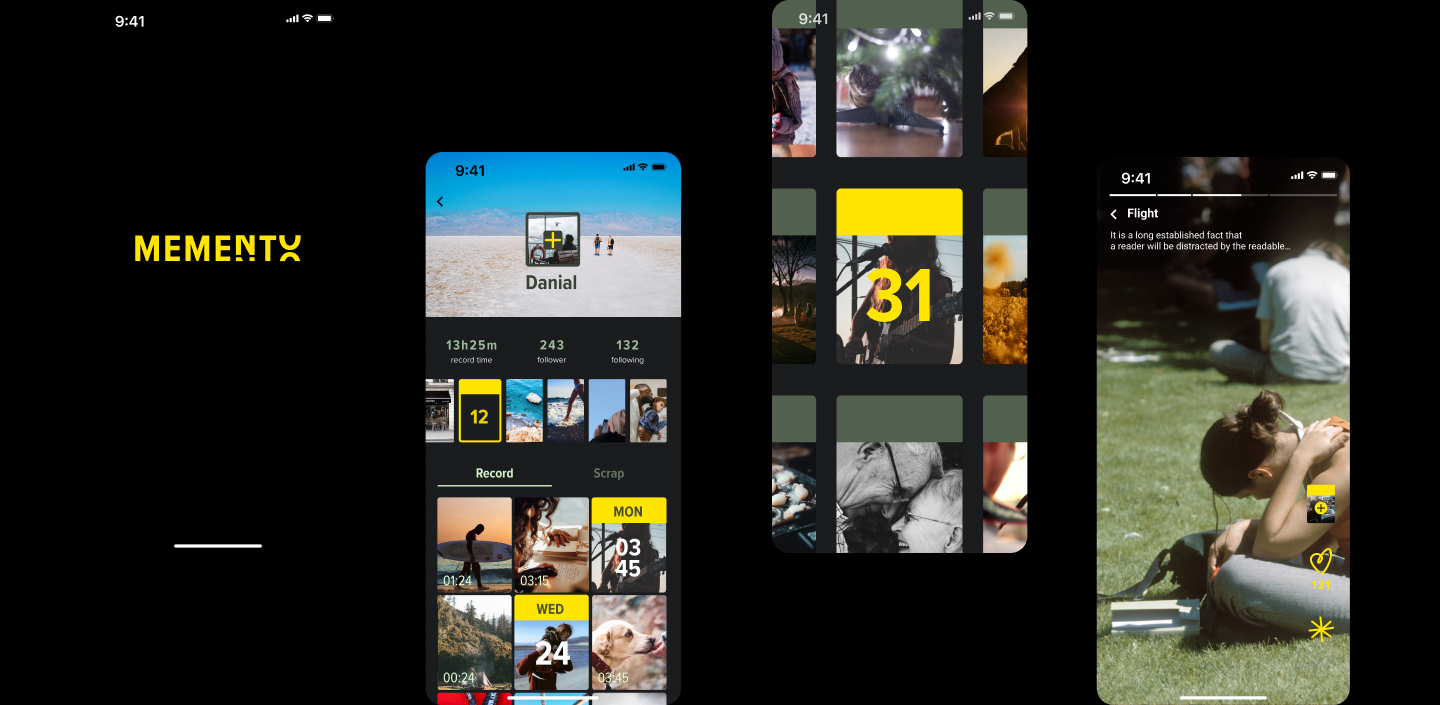 9:41
MEMENTO
9:41
Danial
13h25m 243 132
record time follower following
12
Record Scrap
MON
03
45
01:24 03:15
WED
24
00:24 03:45
9:41
31
9:41
Flight
It is a long established fact that
a reader will be distracted by the readable...
121